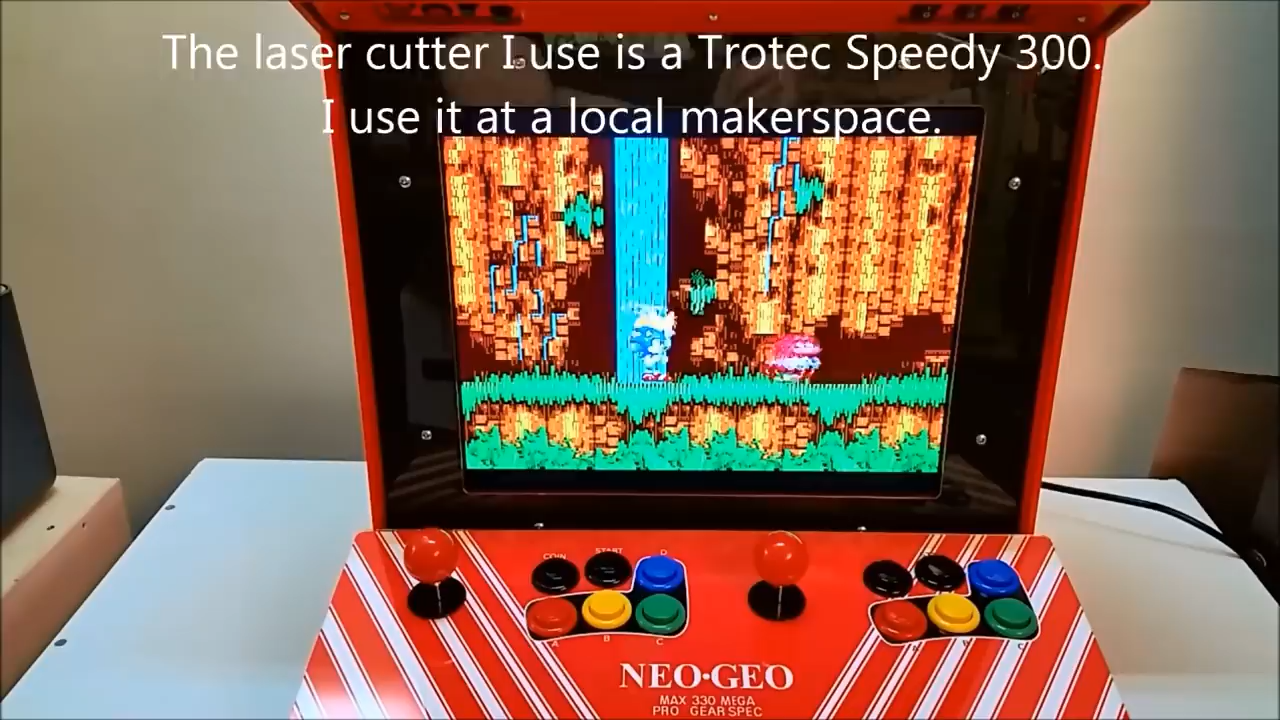 The laser cutter I use is a Trotec Speedy 300.
I use it at a local makerspace.
COIN START D
A B C
A B C
NEO•GEO
MAX 330 MEGA
PRO GEAR SPEC